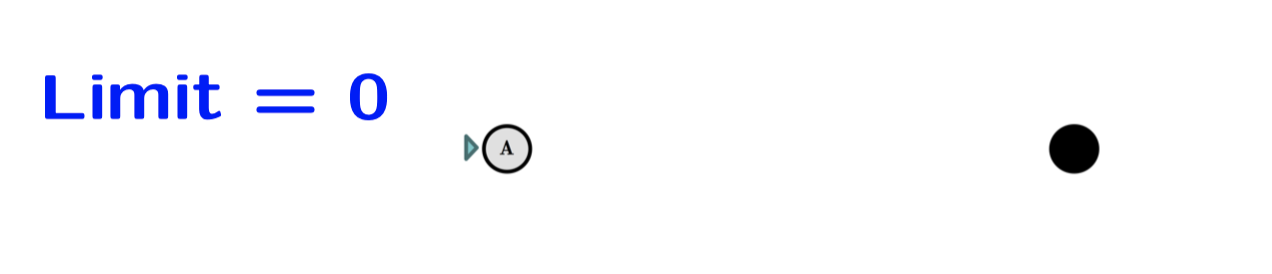 Limit = 0
A